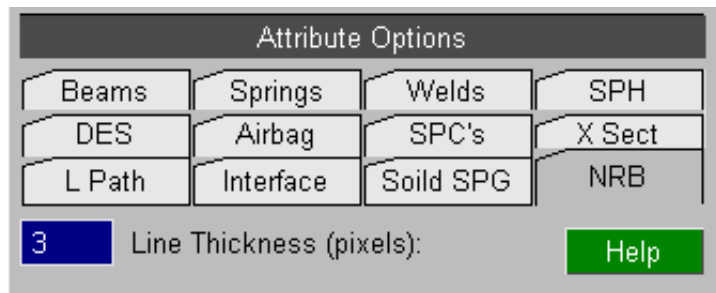 Attribute Options
Beams Springs Welds SPH
DES Airbag SPC's X Sect
L Path Interface Soild SPG NRB
3 Line Thickness (pixels): Help